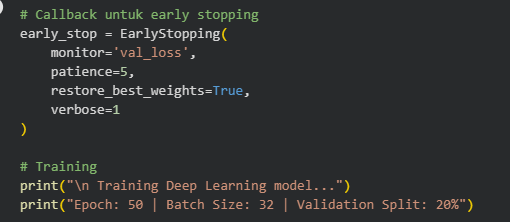 # Callback untuk early stopping
early_stop = EarlyStopping(
    monitor='val_loss',
    patience=5,
    restore_best_weights=True,
    verbose=1
)
# Training
print("\n Training Deep Learning model...")
print("Epoch: 50 | Batch Size: 32 | Validation Split: 20%")